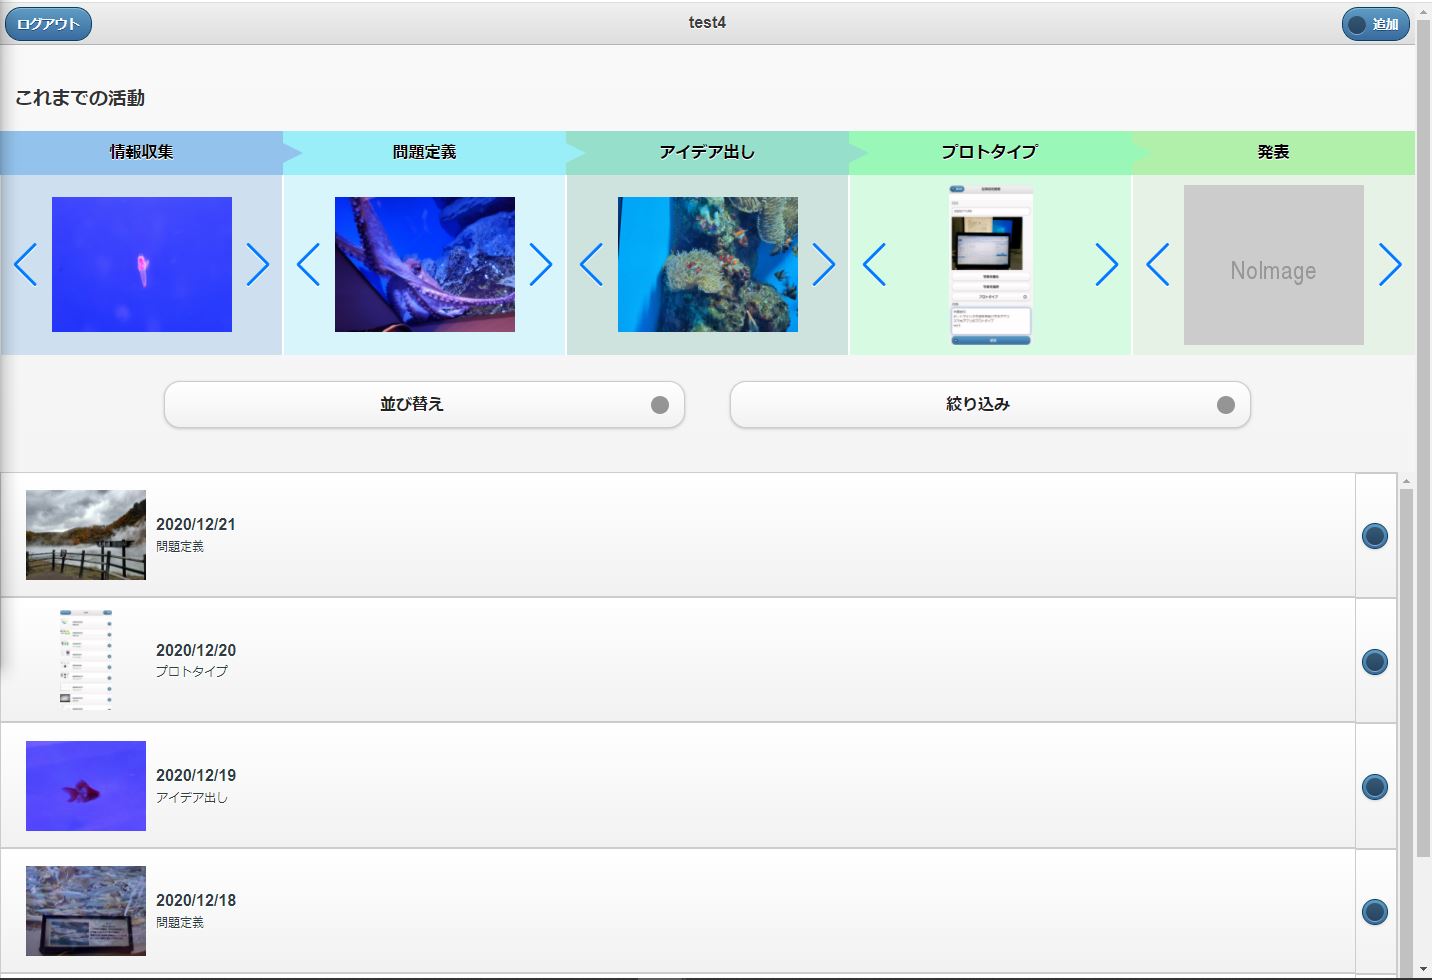 ログアウト
test4
追加
これまでの活動
情報収集
問題定義
アイデア出し
プロトタイプ
発表
NoImage
並び替え
絞り込み
2020/12/21
問題定義
2020/12/20
プロトタイプ
2020/12/19
アイデア出し
2020/12/18
問題定義